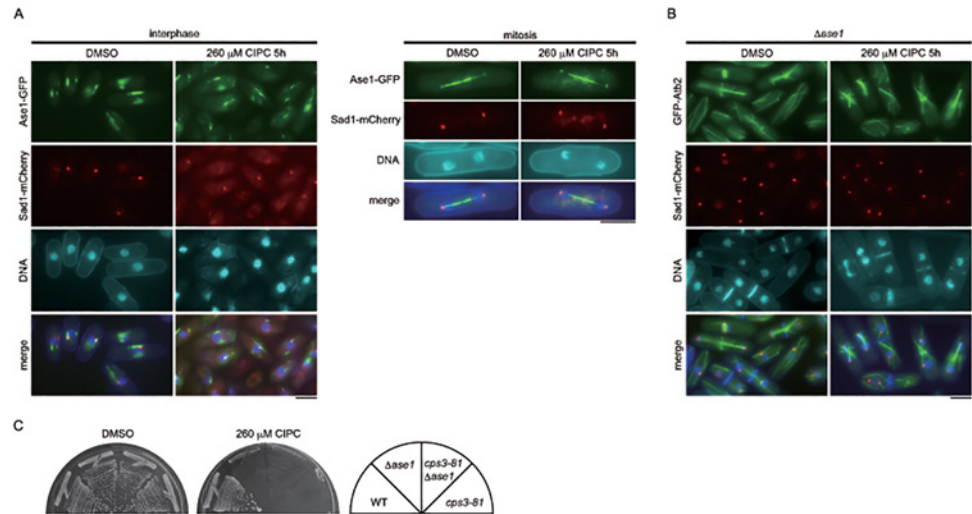 A
interphase
DMSO
260 µM CIPC 5h
Ase1-GFP
Sad1-mCherry
DNA
merge
mitosis
DMSO
260 µM CIPC 5h
Ase1-GFP
Sad1-mCherry
DNA
merge
B
Δase1
DMSO
260 µM CIPC 5h
GFP-Atb2
Sad1-mCherry
DNA
merge
C
DMSO
260 µM CIPC
WT
Δase1
cps3-81
Δase1
cps3-81